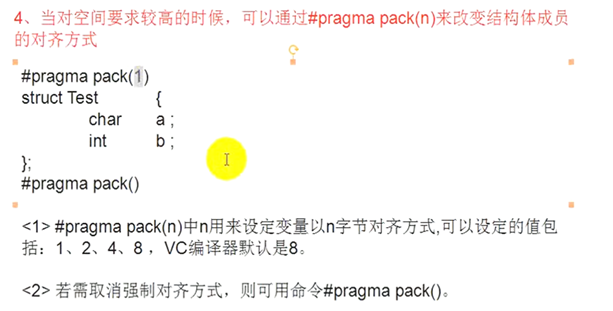 4、当对空间要求较高的时候，可以通过#pragma pack(n)来改变结构体成员
的对齐方式
#pragma pack(1)
struct Test {
char a ;
int b ;
};
#pragma pack()
<1> #pragma pack(n)中n用来设定变量以n字节对齐方式,可以设定的值包
括：1、2、4、8，VC编译器默认是8。
<2> 若需取消强制对齐方式，则可用命令#pragma pack()。